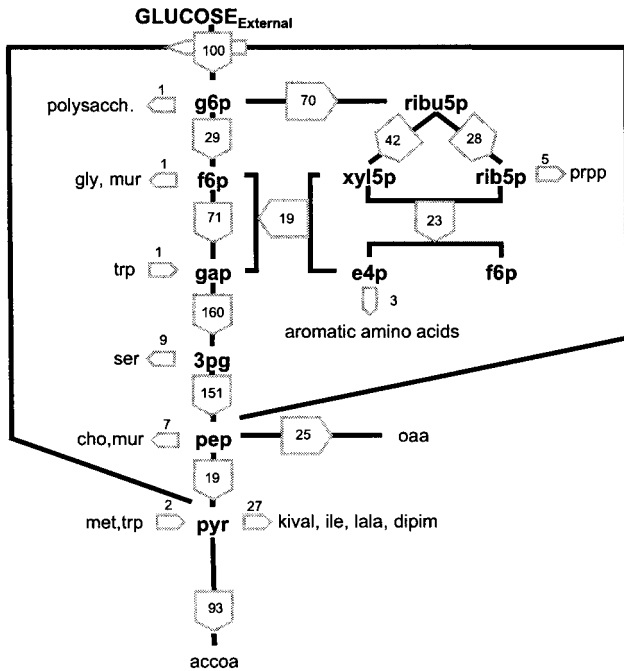 GLUCOSE External
100
1
polysacch. g6p 70 ribu5p
29 42 28
1 5
gly, mur f6p xyl5p rib5p prpp
71 19 23
1
trp gap e4p f6p
160 3
aromatic amino acids
9
ser 3pg
151
7
cho,mur pep 25 oaa
19
2 27
met,trp pyr kival, ile, lala, dipim
93
accoa